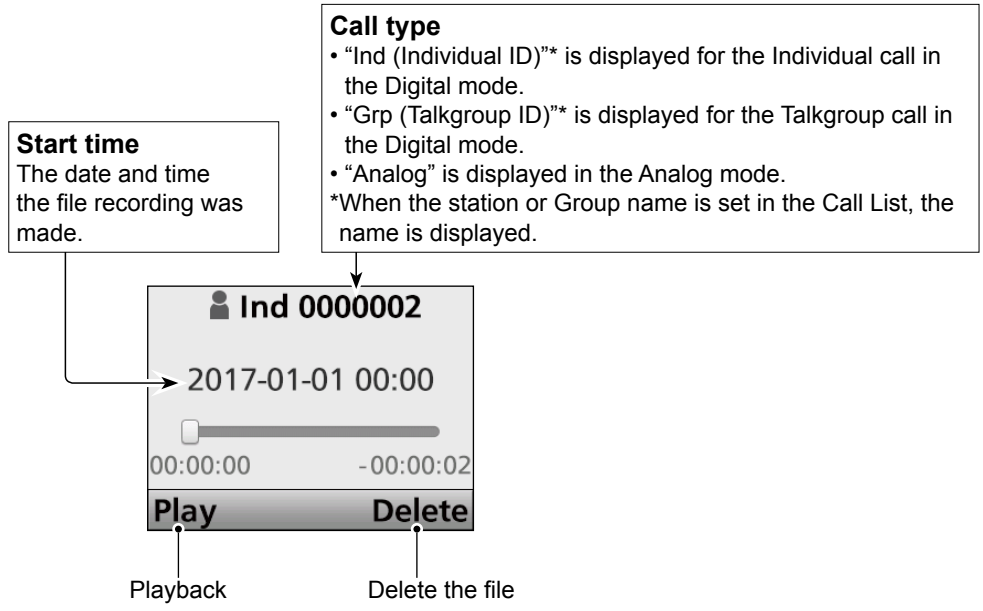 Call type
• “Ind (Individual ID)”* is displayed for the Individual call in
the Digital mode.
• “Grp (Talkgroup ID)”* is displayed for the Talkgroup call in
the Digital mode.
• “Analog” is displayed in the Analog mode.
*When the station or Group name is set in the Call List, the
name is displayed.
Start time
The date and time
the file recording was
made.
Ind 0000002
2017-01-01 00:00
00:00:00 -00:00:02
Play Delete
Playback Delete the file